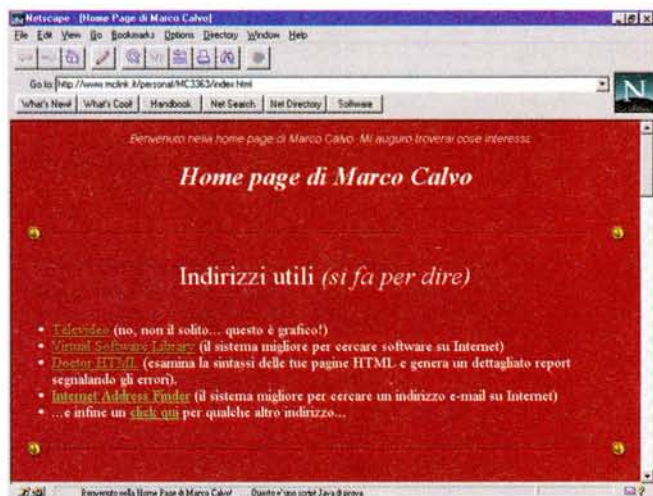 Netscape - [Home Page di Marco Calvo]
File Edit View Go Bookmarks Options Directory Window Help
Go to: http://www.mclink.it/personal/MC3363/index.html
N
What's New! What's Cool! Handbook Net Search Net Directory Software
Benvenuto nella home page di Marco Calvo. Mi auguro troverai cose interessa
Home page di Marco Calvo
Indirizzi utili (si fa per dire)
• Televideo (no, non il solito... questo è grafico!)
• Virtual Software Library (il sistema migliore per cercare software su Internet)
• Doctor HTML (esamina la sintassi delle tue pagine HTML e genera un dettagliato report
segnalando gli errori).
• Internet Address Finder (il sistema migliore per cercare un indirizzo e-mail su Internet)
• ...e infine un click qui per qualche altro indirizzo...
Benvenuto nella Home Page di Marco Calvo! Questo e' uno script Java di prova